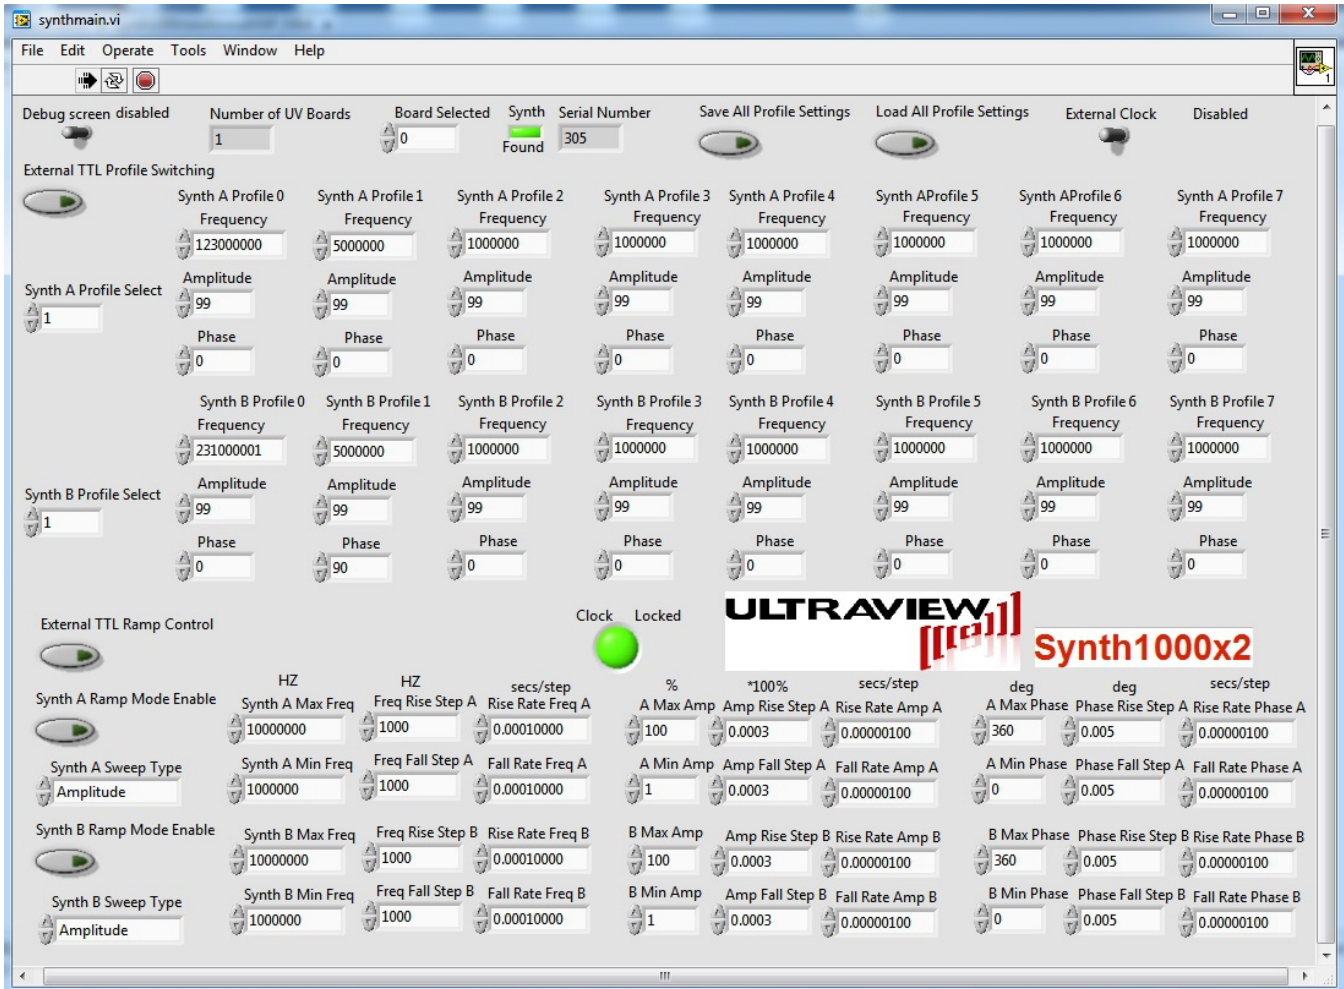 synthmain.vi
File Edit Operate Tools Window Help
1
Debug screen disabled Number of UV Boards Board Selected Synth Serial Number Save All Profile Settings Load All Profile Settings External Clock Disabled
1 0 Found 305
External TTL Profile Switching
Synth A Profile 0 Synth A Profile 1 Synth A Profile 2 Synth A Profile 3 Synth A Profile 4 Synth AProfile 5 Synth AProfile 6 Synth A Profile 7
Frequency Frequency Frequency Frequency Frequency Frequency Frequency Frequency
123000000 5000000 1000000 1000000 1000000 1000000 1000000 1000000
Amplitude Amplitude Amplitude Amplitude Amplitude Amplitude Amplitude Amplitude
Synth A Profile Select
1 99 99 99 99 99 99 99 99
Phase Phase Phase Phase Phase Phase Phase Phase
0 0 0 0 0 0 0 0
Synth B Profile 0 Synth B Profile 1 Synth B Profile 2 Synth B Profile 3 Synth B Profile 4 Synth B Profile 5 Synth B Profile 6 Synth B Profile 7
Frequency Frequency Frequency Frequency Frequency Frequency Frequency Frequency
231000001 5000000 1000000 1000000 1000000 1000000 1000000 1000000
Amplitude Amplitude Amplitude Amplitude Amplitude Amplitude Amplitude Amplitude
Synth B Profile Select
1 99 99 99 99 99 99 99 99
Phase Phase Phase Phase Phase Phase Phase Phase
0 90 0 0 0 0 0 0
External TTL Ramp Control Clock Locked ULTRAVIEW Synth1000x2
HZ HZ secs/step % *100% secs/step deg deg secs/step
Synth A Ramp Mode Enable Synth A Max Freq Freq Rise Step A Rise Rate Freq A A Max Amp Amp Rise Step A Rise Rate Amp A A Max Phase Phase Rise Step A Rise Rate Phase A
10000000 1000 0.00010000 100 0.0003 0.00000100 360 0.005 0.00000100
Synth A Sweep Type Synth A Min Freq Freq Fall Step A Fall Rate Freq A A Min Amp Amp Fall Step A Fall Rate Amp A A Min Phase Phase Fall Step A Fall Rate Phase A
Amplitude 1000000 1000 0.00010000 1 0.0003 0.00000100 0 0.005 0.00000100
Synth B Ramp Mode Enable Synth B Max Freq Freq Rise Step B Rise Rate Freq B B Max Amp Amp Rise Step B Rise Rate Amp B B Max Phase Phase Rise Step B Rise Rate Phase B
10000000 1000 0.00010000 100 0.0003 0.00000100 360 0.005 0.00000100
Synth B Sweep Type Synth B Min Freq Freq Fall Step B Fall Rate Freq B B Min Amp Amp Fall Step B Fall Rate Amp B B Min Phase Phase Fall Step B Fall Rate Phase B
Amplitude 1000000 1000 0.00010000 1 0.0003 0.00000100 0 0.005 0.00000100